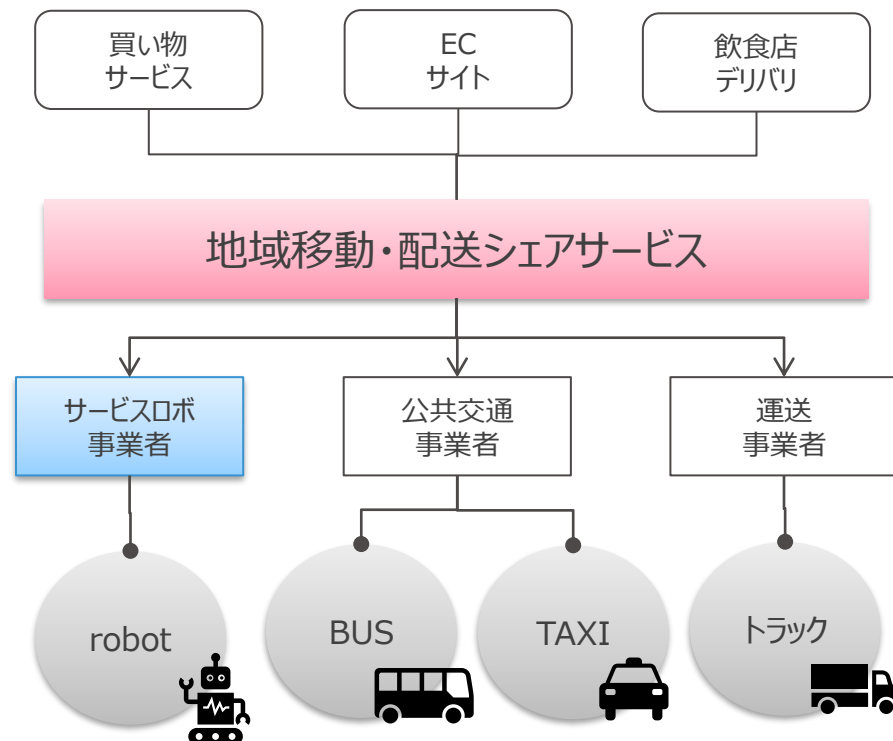 買い物
サービス
EC
サイト
飲食店
デリバリ
地域移動・配送シェアサービス
サービスロボ
事業者
公共交通
事業者
運送
事業者
robot
BUS
TAXI
トラック